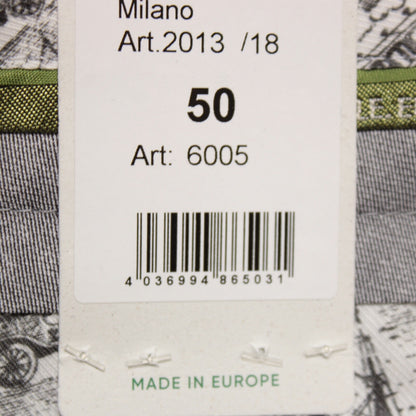 Milano
Art.2013 /18
50
Art: 6005
4 036994 865031
MADE IN EUROPE